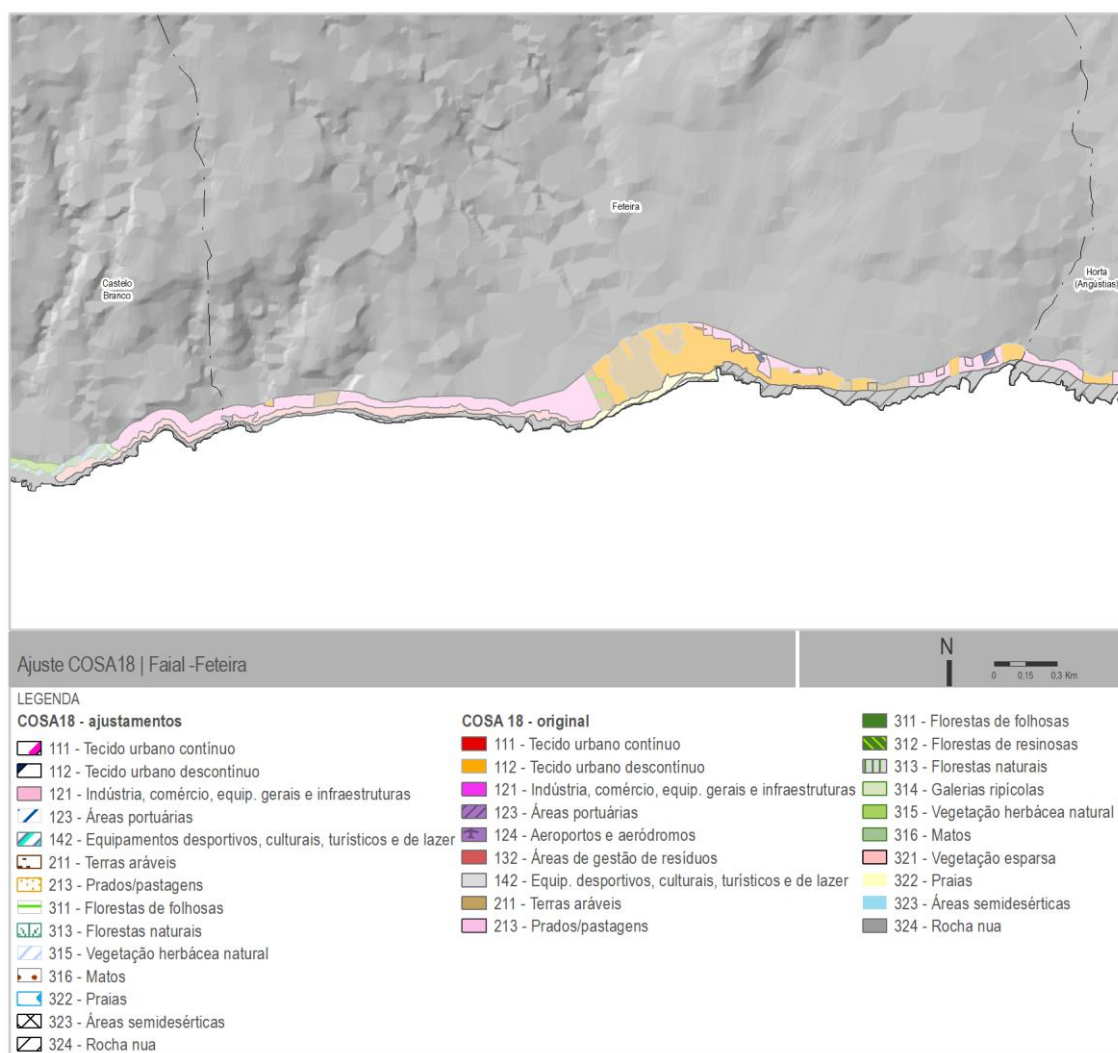 Feteira
Castelo
Branco
Horta
(Angústias)
Ajuste COSA18 | Faial -Feteira
N
0 0,15 0,3 Km
LEGENDA
COSA18 - ajustamentos
111 - Tecido urbano contínuo
112 - Tecido urbano descontínuo
121 - Indústria, comércio, equip. gerais e infraestruturas
123 - Áreas portuárias
142 - Equipamentos desportivos, culturais, turísticos e de lazer
211 - Terras aráveis
213 - Prados/pastagens
311 - Florestas de folhosas
313 - Florestas naturais
315 - Vegetação herbácea natural
316 - Matos
322 - Praias
323 - Áreas semidesérticas
324 - Rocha nua
COSA 18 - original
111 - Tecido urbano contínuo
112 - Tecido urbano descontínuo
121 - Indústria, comércio, equip. gerais e infraestruturas
123 - Áreas portuárias
124 - Aeroportos e aeródromos
132 - Áreas de gestão de resíduos
142 - Equip. desportivos, culturais, turísticos e de lazer
211 - Terras aráveis
213 - Prados/pastagens
311 - Florestas de folhosas
312 - Florestas de resinosas
313 - Florestas naturais
314 - Galerias ripícolas
315 - Vegetação herbácea natural
316 - Matos
321 - Vegetação esparsa
322 - Praias
323 - Áreas semidesérticas
324 - Rocha nua